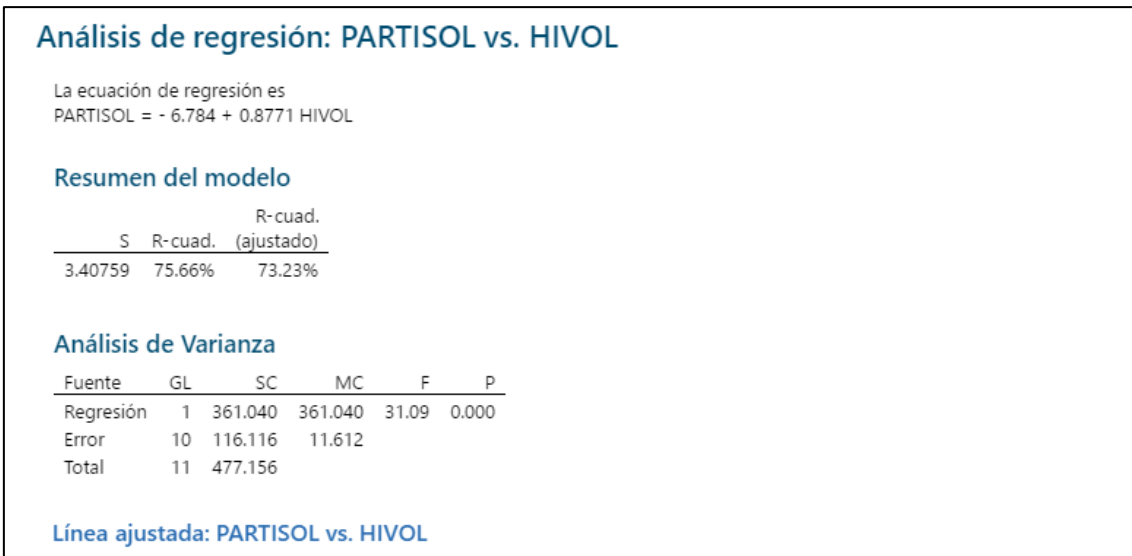 Análisis de regresión: PARTISOL vs. HIVOL
La ecuación de regresión es
PARTISOL = - 6.784 + 0.8771 HIVOL
Resumen del modelo
R-cuad.
S R-cuad. (ajustado)
3.40759 75.66% 73.23%
Análisis de Varianza
Fuente GL SC MC F P
Regresión 1 361.040 361.040 31.09 0.000
Error 10 116.116 11.612
Total 11 477.156
Línea ajustada: PARTISOL vs. HIVOL